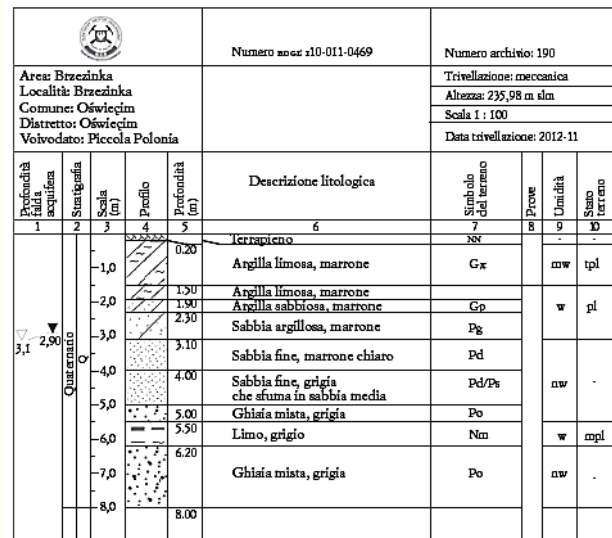 Numero arch: 110-011-0469
Numero archivio: 190
Area: Brzezinka
Località: Brzezinka
Comune: Oświęcim
Distretto: Oświęcim
Voivodato: Piccola Polonia
Trivellazione: meccanica
Altezza: 235,98 m slm
Scala 1 : 100
Data trivellazione: 2012-11
Profondità falda acquifera
Stratigrafia
Scala (m)
Profilo
Profondità (m)
Descrizione litologica
Simbolo del terreno
Prove
Umidità
Stato terreno
1 2 3 4 5 6 7 8 9 10
Terrapieno NN - -
0.20
Argilla limosa, marrone Gx mw tpl
-1,0
1.50 Argilla limosa, marrone
1.90 Argilla sabbiosa, marrone Gp w pl
-2,0
2.30
Sabbia argillosa, marrone Pg
3,1 2,90
-3,0
3.10
Sabbia fine, marrone chiaro Pd
Quaternario
Q
-4,0
4.00
Sabbia fine, grigia
che sfuma in sabbia media
Pd/Ps nw -
-5,0
5.00 Ghiaia mista, grigia Po
5.50
Limo, grigio Nm w mpl
-6,0
6.20
Ghiaia mista, grigia Po nw -
-7,0
8,0
8.00